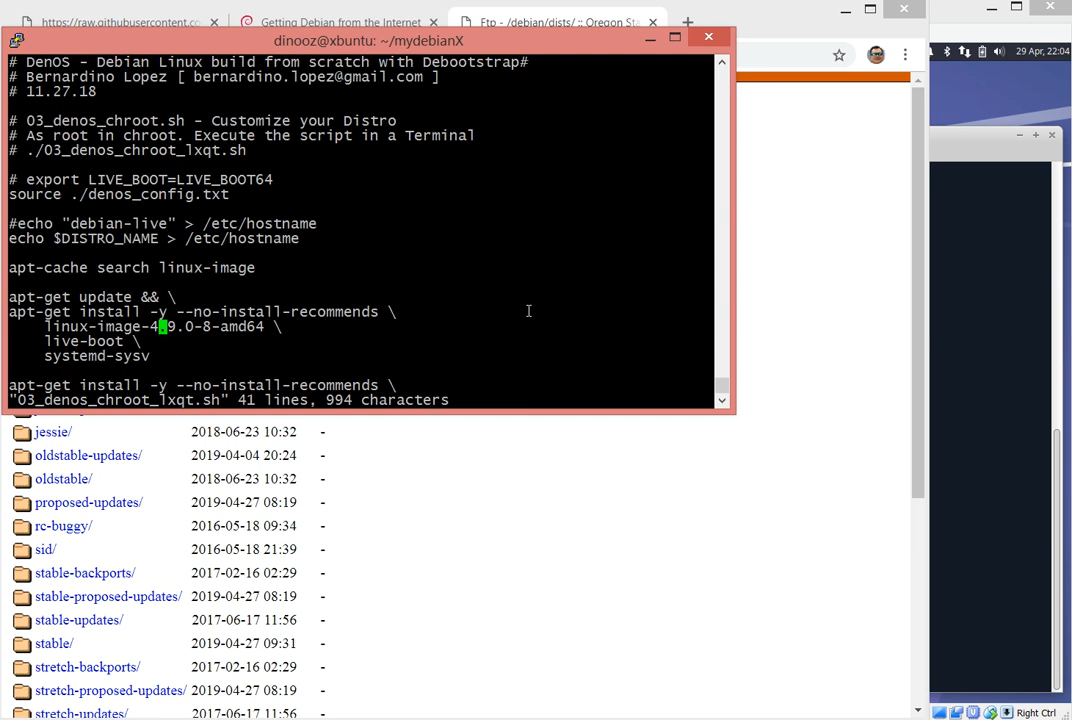 https://raw.githubusercontent.co
Getting Debian from the Internet
Ftp - /debian/dists/ :: Oregon Sta
dinooz@xbuntu: ~/mydebianX
29 Apr, 22:04
# DenOS - Debian Linux build from scratch with Debootstrap#
# Bernardino Lopez [ bernardino.lopez@gmail.com ]
# 11.27.18
# 03_denos_chroot.sh - Customize your Distro
# As root in chroot. Execute the script in a Terminal
# ./03_denos_chroot_lxqt.sh
# export LIVE_BOOT=LIVE_BOOT64
source ./denos_config.txt
#echo "debian-live" > /etc/hostname
echo $DISTRO_NAME > /etc/hostname
apt-cache search linux-image
apt-get update && \
apt-get install -y --no-install-recommends \
linux-image-4.9.0-8-amd64 \
live-boot \
systemd-sysv
apt-get install -y --no-install-recommends \
"03_denos_chroot_lxqt.sh" 41 lines, 994 characters
jessie/ 2018-06-23 10:32 -
oldstable-updates/ 2019-04-04 20:24 -
oldstable/ 2018-06-23 10:32 -
proposed-updates/ 2019-04-27 08:19 -
rc-buggy/ 2016-05-18 09:34 -
sid/ 2016-05-18 21:39 -
stable-backports/ 2017-02-16 02:29 -
stable-proposed-updates/ 2019-04-27 08:19 -
stable-updates/ 2017-06-17 11:56 -
stable/ 2019-04-27 09:31 -
stretch-backports/ 2017-02-16 02:29 -
stretch-proposed-updates/ 2019-04-27 08:19 -
stretch-updates/ 2017-06-17 11:56 -
Right Ctrl